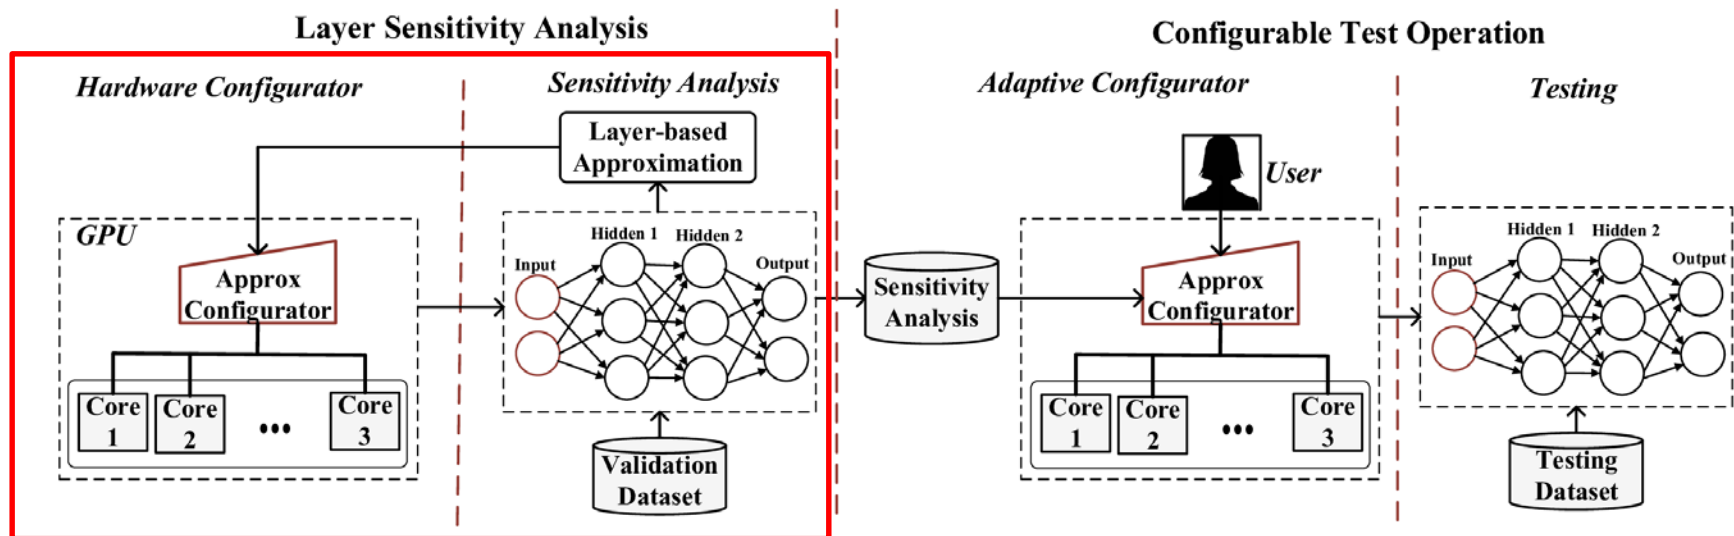 Layer Sensitivity Analysis
Hardware Configurator
Sensitivity Analysis
Layer-based
Approximation
GPU
Approx
Configurator
Core
1
Core
2
...
Core
3
Input
Hidden 1
Hidden 2
Output
Validation
Dataset
Sensitivity
Analysis
Configurable Test Operation
Adaptive Configurator
Testing
User
Approx
Configurator
Core
1
Core
2
...
Core
3
Input
Hidden 1
Hidden 2
Output
Testing
Dataset